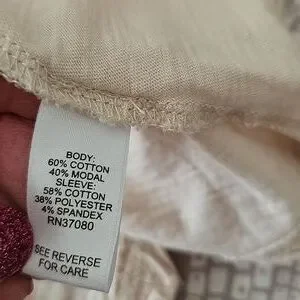 BODY:
60% COTTON
40% MODAL
SLEEVE:
58% COTTON
38% POLYESTER
4% SPANDEX
RN37080
SEE REVERSE
FOR CARE